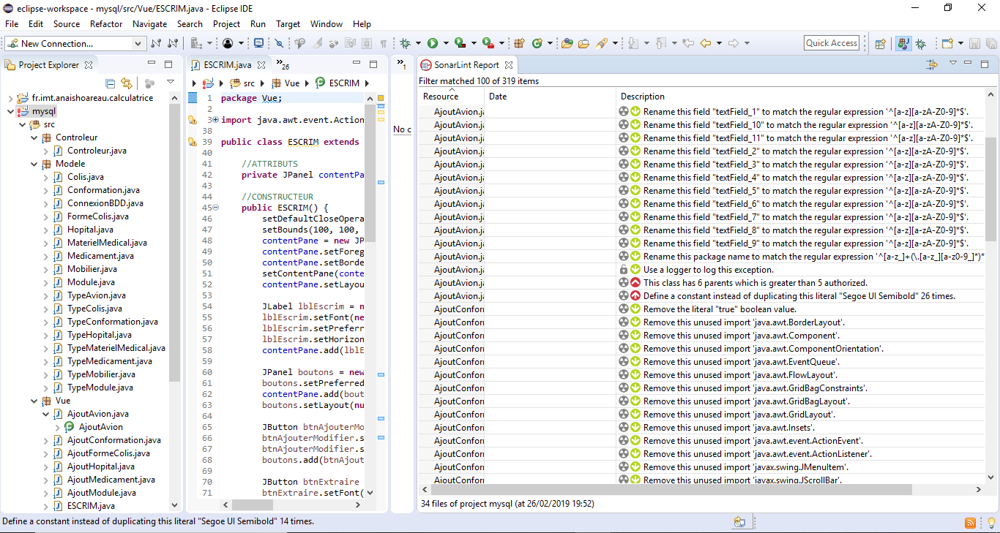 eclipse-workspace - mysql/src/Vue/ESCRIM.java - Eclipse IDE
File Edit Source Refactor Navigate Search Project Run Target Window Help
New Connection...
Quick Access
Project Explorer
fr.imt.anaishoareau.calculatrice
mysql
src
Controleur
Controleur.java
Modele
Colis.java
Conformation.java
ConnexionBDD.java
FormeColis.java
Hopital.java
MaterielMedical.java
Medicament.java
Mobilier.java
Module.java
TypeAvion.java
TypeColis.java
TypeConformation.java
TypeHopital.java
TypeMaterielMedical.java
TypeMedicament.java
TypeMobilier.java
TypeModule.java
Vue
AjoutAvion.java
AjoutAvion
AjoutConformation.java
AjoutFormeColis.java
AjoutHopital.java
AjoutMedicament.java
AjoutModule.java
ESCRIM.java
ESCRIM.java
»26
src Vue ESCRIM
1 package Vue;
2
3 import java.awt.event.Action
38
39 public class ESCRIM extends
40
41 //ATTRIBUTS
42 private JPanel contentPa
43
44 //CONSTRUCTEUR
45 public ESCRIM() {
46 setDefaultCloseOpera
47 setBounds(100, 100,
48 contentPane = new JP
49 contentPane.setForeg
50 contentPane.setBorde
51 setContentPane(conte
52 contentPane.setLayou
53
54 JLabel lblEscrim = n
55 lblEscrim.setFont(ne
56 lblEscrim.setPreferr
57 lblEscrim.setHorizon
58 contentPane.add(lblE
59
60 JPanel boutons = new
61 boutons.setPreferred
62 contentPane.add(bout
63 boutons.setLayout(nu
64
65 JButton btnAjouterMo
66 btnAjouterModifier.s
67 btnAjouterModifier.s
68 boutons.add(btnAjout
69
70 JButton btnExtraire
71 btnExtraire.setFont(
»1
No c
SonarLint Report
Filter matched 100 of 319 items
Resource Date Description
AjoutAvion.ja Rename this field "textField_1" to match the regular expression '^[a-z][a-zA-Z0-9]*$'.
AjoutAvion.ja Rename this field "textField_10" to match the regular expression '^[a-z][a-zA-Z0-9]*$'.
AjoutAvion.ja Rename this field "textField_11" to match the regular expression '^[a-z][a-zA-Z0-9]*$'.
AjoutAvion.ja Rename this field "textField_2" to match the regular expression '^[a-z][a-zA-Z0-9]*$'.
AjoutAvion.ja Rename this field "textField_3" to match the regular expression '^[a-z][a-zA-Z0-9]*$'.
AjoutAvion.ja Rename this field "textField_4" to match the regular expression '^[a-z][a-zA-Z0-9]*$'.
AjoutAvion.ja Rename this field "textField_5" to match the regular expression '^[a-z][a-zA-Z0-9]*$'.
AjoutAvion.ja Rename this field "textField_6" to match the regular expression '^[a-z][a-zA-Z0-9]*$'.
AjoutAvion.ja Rename this field "textField_7" to match the regular expression '^[a-z][a-zA-Z0-9]*$'.
AjoutAvion.ja Rename this field "textField_8" to match the regular expression '^[a-z][a-zA-Z0-9]*$'.
AjoutAvion.ja Rename this field "textField_9" to match the regular expression '^[a-z][a-zA-Z0-9]*$'.
AjoutAvion.ja Rename this package name to match the regular expression '^[a-z_]+(\.[a-z_][a-z0-9_]*)*
AjoutAvion.ja Use a logger to log this exception.
AjoutAvion.ja This class has 6 parents which is greater than 5 authorized.
AjoutAvion.ja Define a constant instead of duplicating this literal "Segoe UI Semibold" 26 times.
AjoutConforı Remove the literal "true" boolean value.
AjoutConforı Remove this unused import 'java.awt.BorderLayout'.
AjoutConforı Remove this unused import 'java.awt.Component'.
AjoutConforı Remove this unused import 'java.awt.ComponentOrientation'.
AjoutConforı Remove this unused import 'java.awt.EventQueue'.
AjoutConforı Remove this unused import 'java.awt.FlowLayout'.
AjoutConforı Remove this unused import 'java.awt.GridBagConstraints'.
AjoutConforı Remove this unused import 'java.awt.GridBagLayout'.
AjoutConforı Remove this unused import 'java.awt.GridLayout'.
AjoutConforı Remove this unused import 'java.awt.Insets'.
AjoutConforı Remove this unused import 'java.awt.event.ActionEvent'.
AjoutConforı Remove this unused import 'java.awt.event.ActionListener'.
AjoutConforı Remove this unused import 'javax.swing.JMenuItem'.
AjoutConforı Remove this unused import 'javax.swing.JScrollBar'.
34 files of project mysql (at 26/02/2019 19:52)
Define a constant instead of duplicating this literal "Segoe UI Semibold" 14 times.